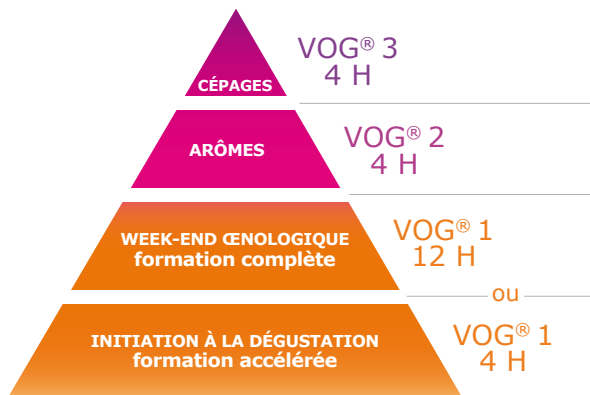 CÉPAGES
VOG® 3
4 H
ARÔMES
VOG® 2
4 H
WEEK-END ŒNOLOGIQUE
formation complète
VOG® 1
12 H
ou
INITIATION À LA DÉGUSTATION
formation accélérée
VOG® 1
4 H